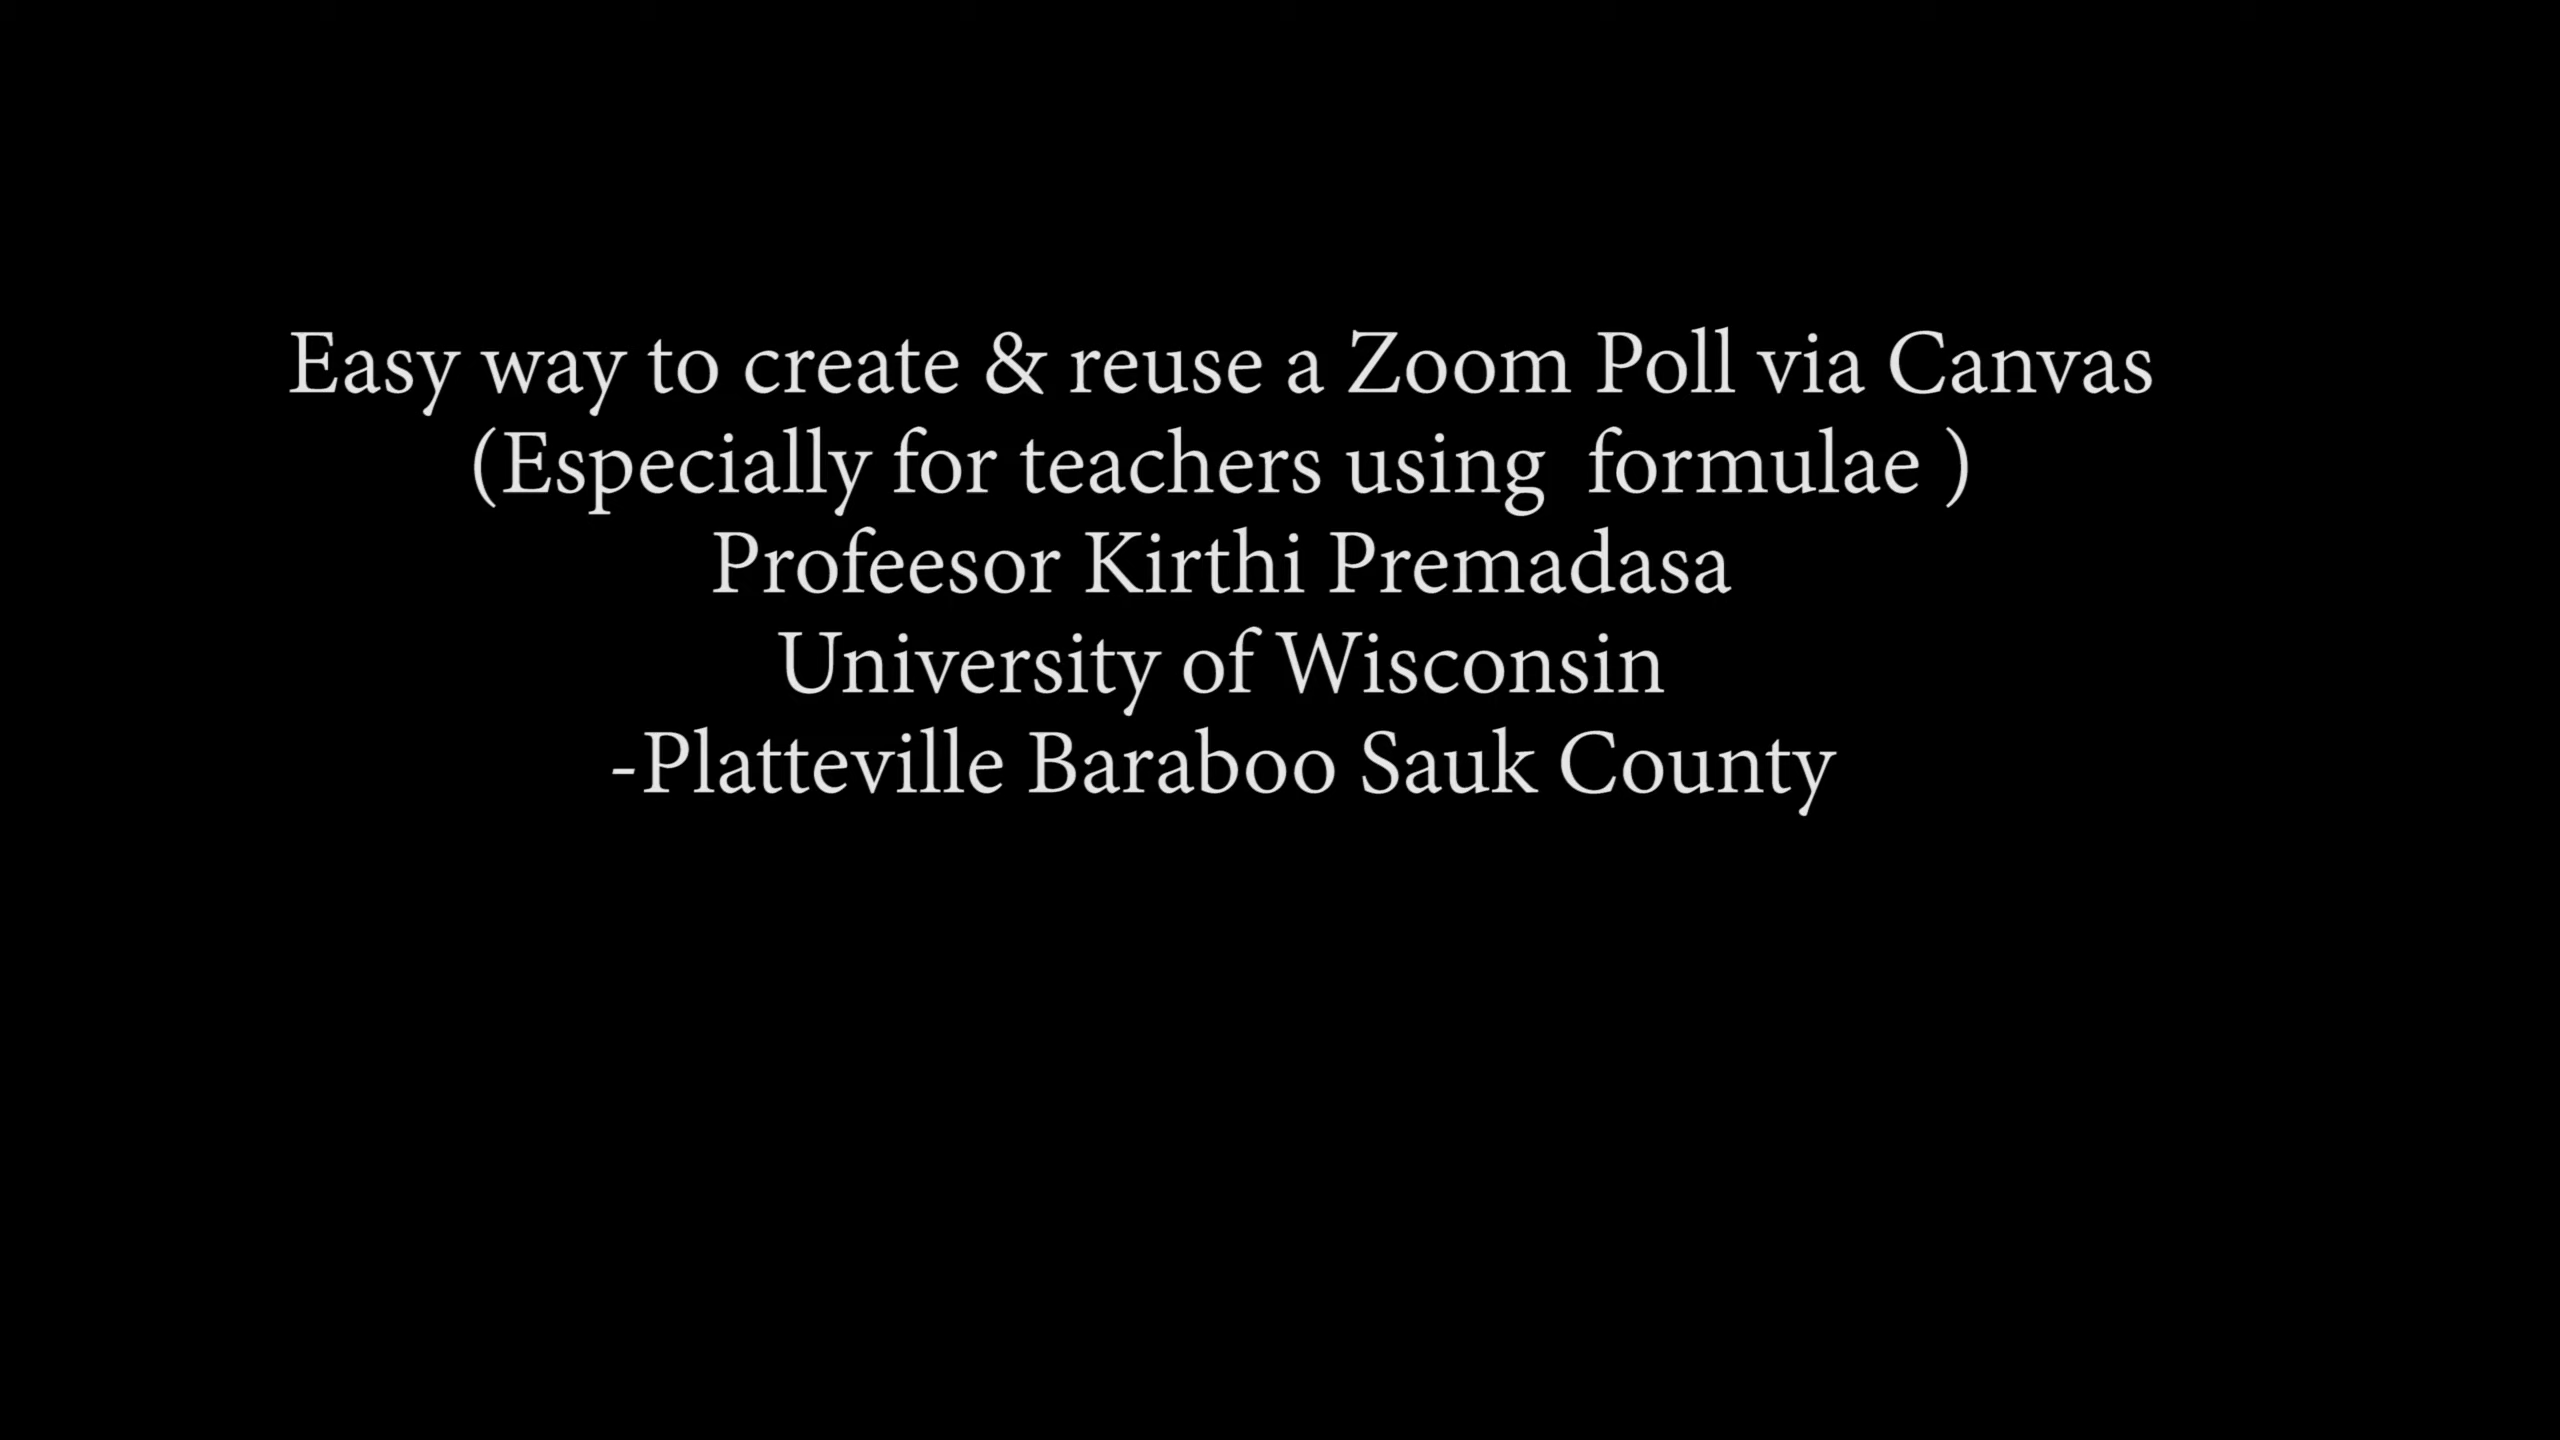 Easy way to create & reuse a Zoom Poll via Canvas
(Especially for teachers using  formulae )
Profeesor Kirthi Premadasa
University of Wisconsin
-Platteville Baraboo Sauk County